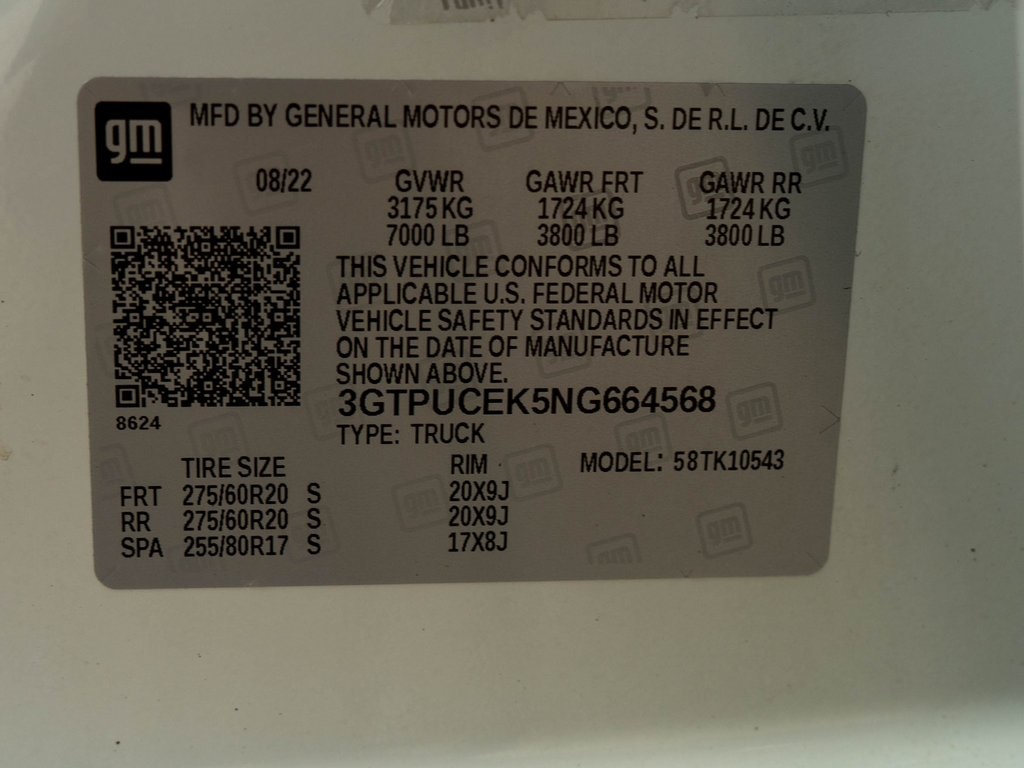 gm
MFD BY GENERAL MOTORS DE MEXICO, S. DE R.L. DE C.V.
08/22 GVWR GAWR FRT GAWR RR
3175 KG 1724 KG 1724 KG
7000 LB 3800 LB 3800 LB
THIS VEHICLE CONFORMS TO ALL
APPLICABLE U.S. FEDERAL MOTOR
VEHICLE SAFETY STANDARDS IN EFFECT
ON THE DATE OF MANUFACTURE
SHOWN ABOVE.
3GTPUCEK5NG664568
8624
TYPE: TRUCK
TIRE SIZE RIM MODEL: 58TK10543
FRT 275/60R20 S 20X9J
RR 275/60R20 S 20X9J
SPA 255/80R17 S 17X8J